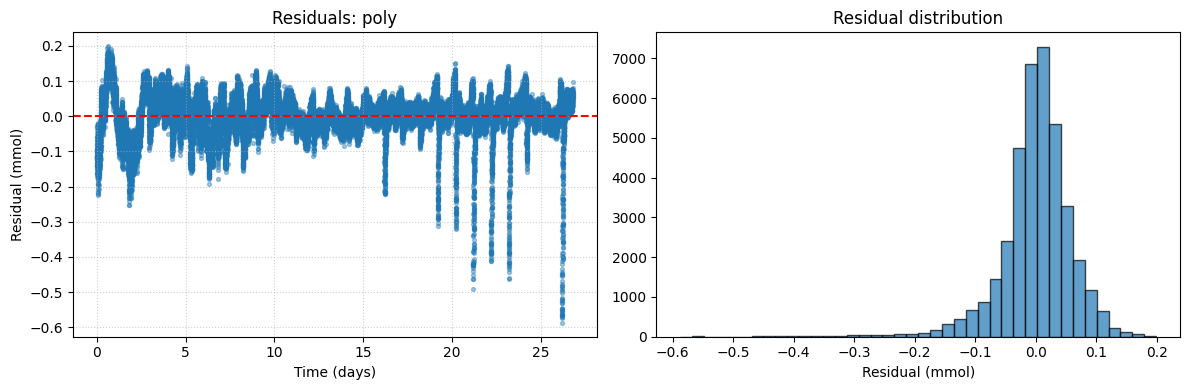 Residuals: poly
0.2
0.1
0.0
−0.1
−0.2
−0.3
−0.4
−0.5
−0.6
Residual (mmol)
0 5 10 15 20 25
Time (days)
Residual distribution
7000
6000
5000
4000
3000
2000
1000
0
−0.6 −0.5 −0.4 −0.3 −0.2 −0.1 0.0 0.1 0.2
Residual (mmol)